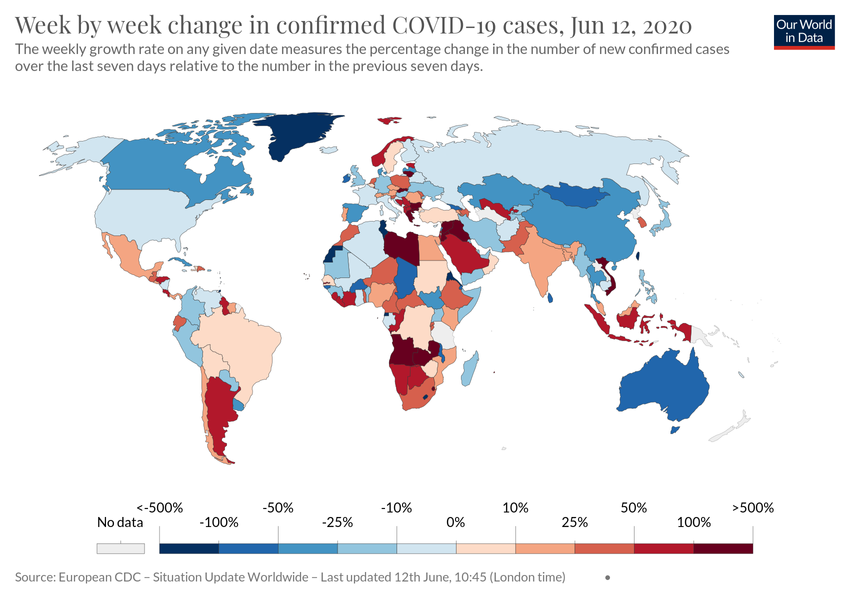 Week by week change in confirmed COVID-19 cases, Jun 12, 2020
Our World
in Data
The weekly growth rate on any given date measures the percentage change in the number of new confirmed cases
over the last seven days relative to the number in the previous seven days.
<-500% -50% -10% 10% 50% >500%
No data -100% -25% 0% 25% 100%
Source: European CDC – Situation Update Worldwide – Last updated 12th June, 10:45 (London time) •